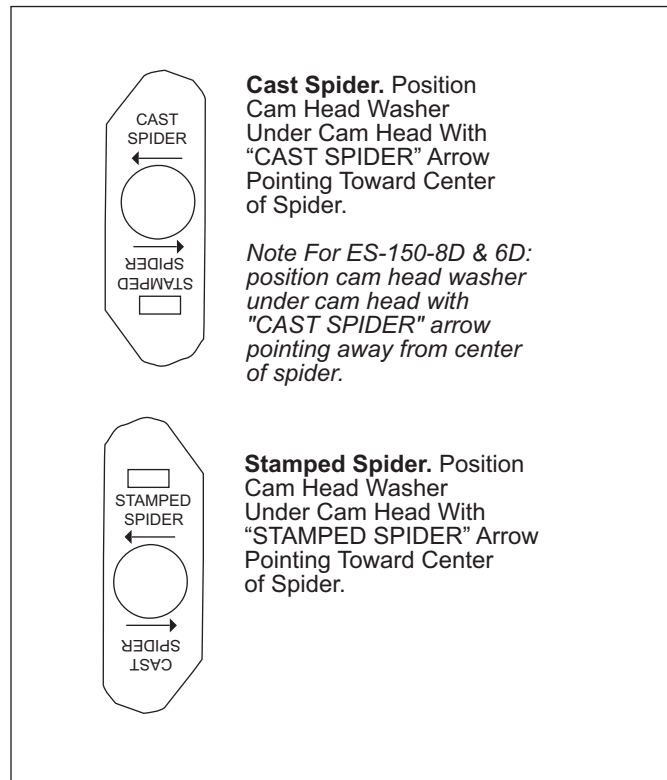 CAST
SPIDER
SPIDER
STAMPED
Cast Spider. Position
Cam Head Washer
Under Cam Head With
“CAST SPIDER” Arrow
Pointing Toward Center
of Spider.
Note For ES-150-8D & 6D:
position cam head washer
under cam head with
"CAST SPIDER" arrow
pointing away from center
of spider.
STAMPED
SPIDER
SPIDER
CAST
Stamped Spider. Position
Cam Head Washer
Under Cam Head With
“STAMPED SPIDER” Arrow
Pointing Toward Center
of Spider.